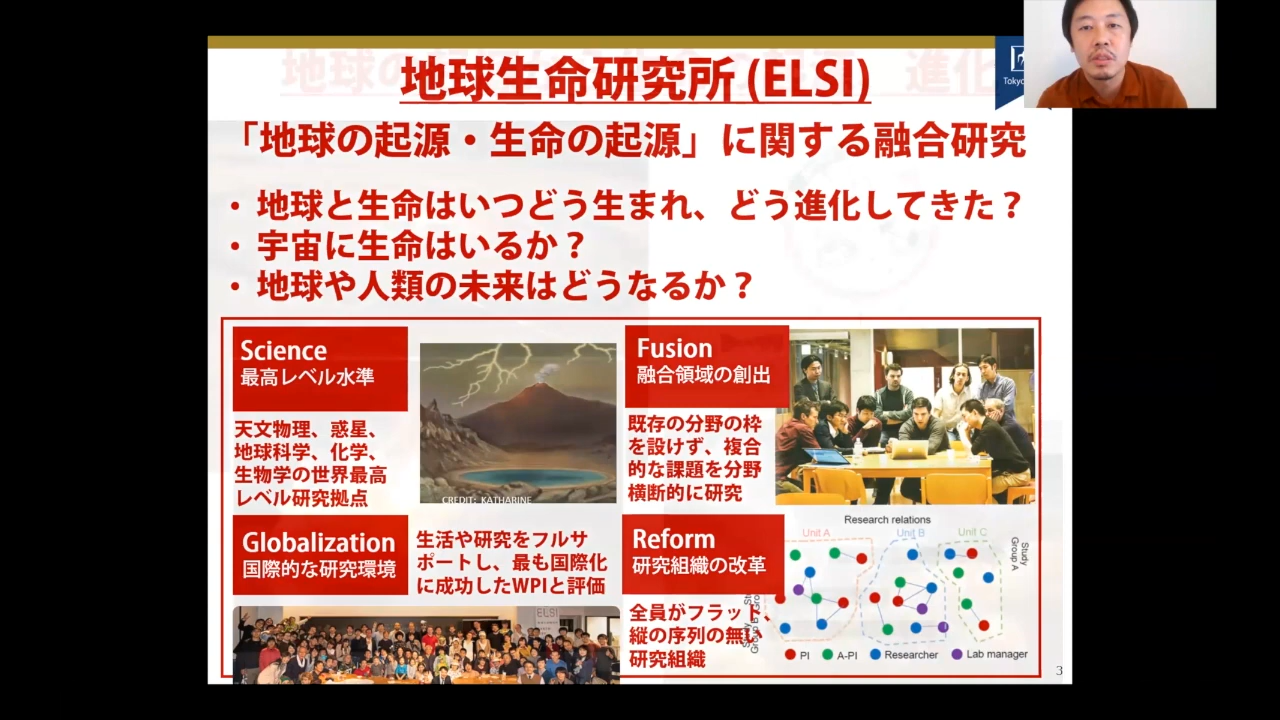 地球生命研究所 (ELSI)
Tokyo
「地球の起源・生命の起源」に関する融合研究
• 地球と生命はいつどう生まれ、どう進化してきた？
• 宇宙に生命はいるか？
• 地球や人類の未来はどうなるか？
Science
最高レベル水準
天文物理、惑星、
地球科学、化学、
生物学の世界最高
レベル研究拠点
CREDIT: KATHARINE
Fusion
融合領域の創出
既存の分野の枠
を設けず、複合
的な課題を分野
横断的に研究
Globalization
国際的な研究環境
生活や研究をフルサ
ポートし、最も国際化
に成功したWPIと評価
ELSI
Reform
研究組織の改革
全員がフラット、
縦の序列の無い
研究組織
Research relations
Unit A
Unit B
Unit C
Study
Group A
PI
A-PI
Researcher
Lab manager
3